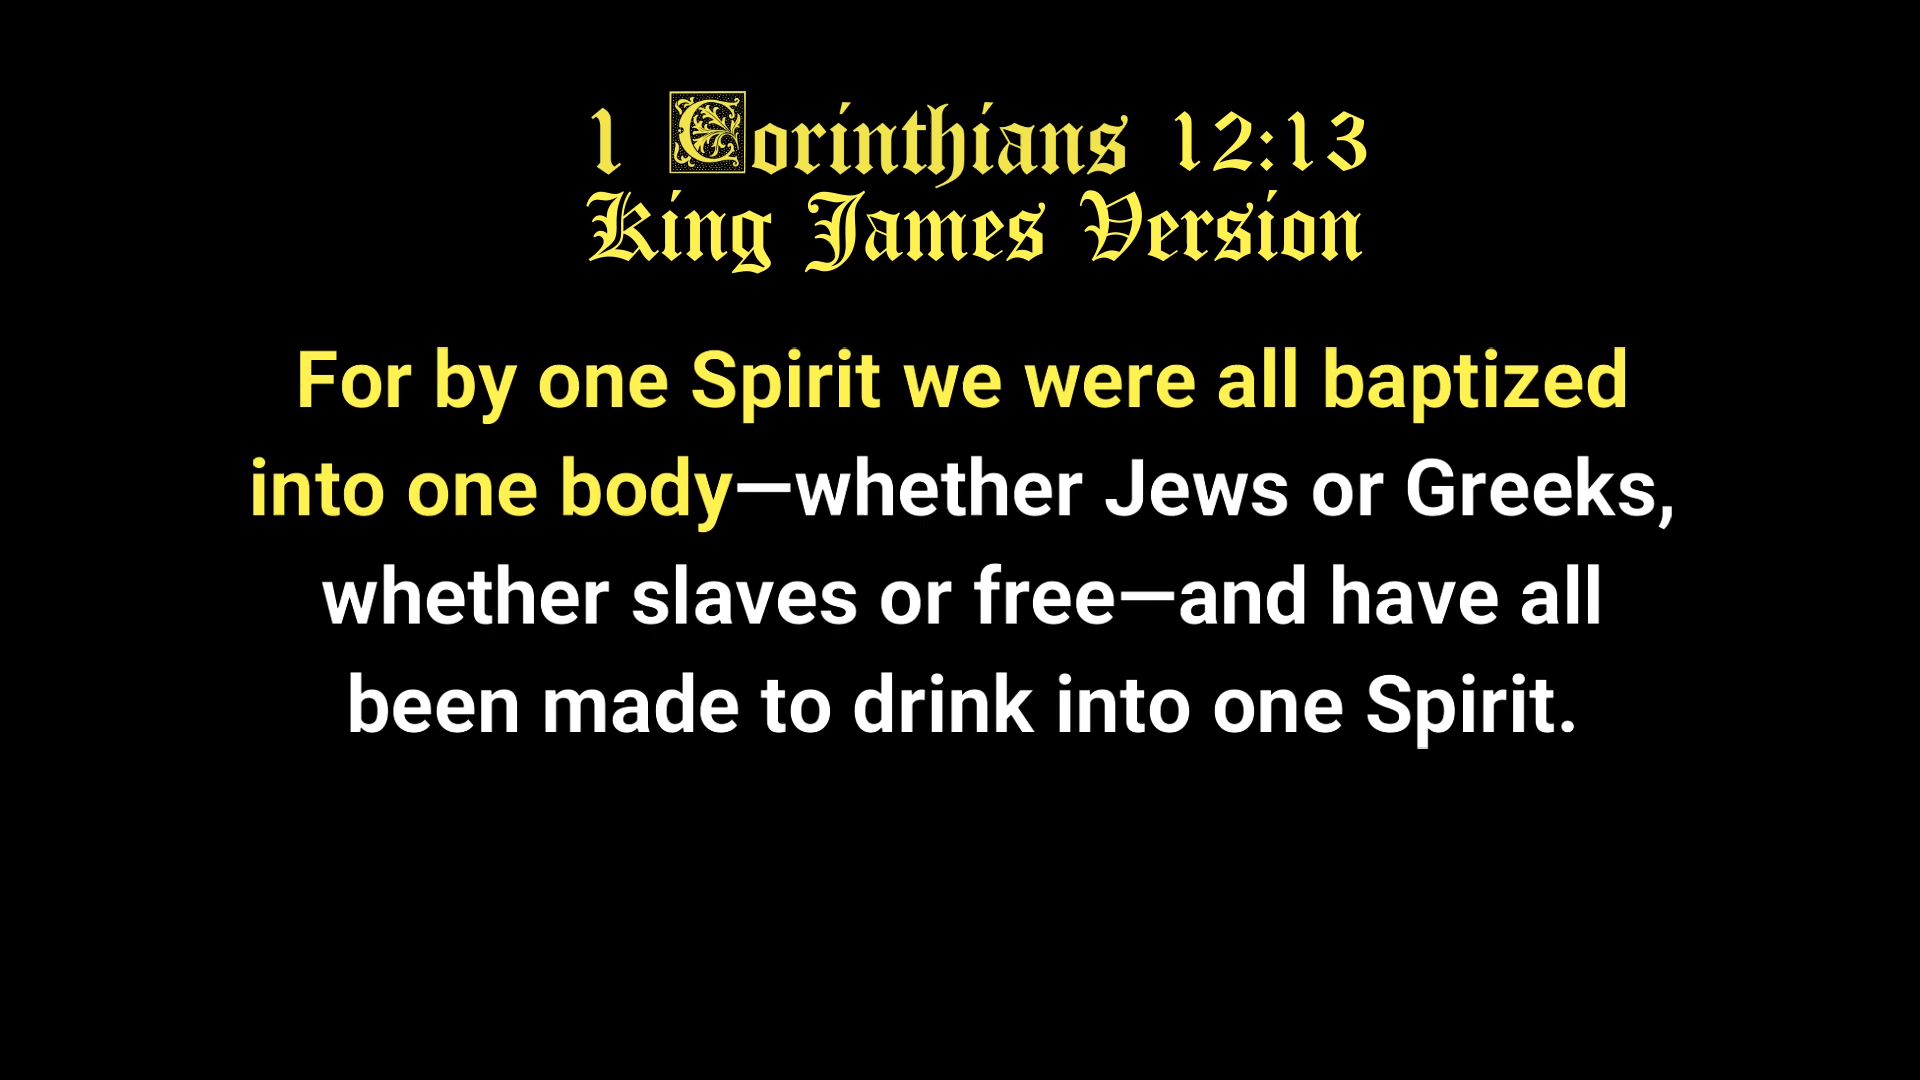 1 Corinthians 12:13
King James Version
For by one Spirit we were all baptized
into one body—whether Jews or Greeks,
whether slaves or free—and have all
been made to drink into one Spirit.